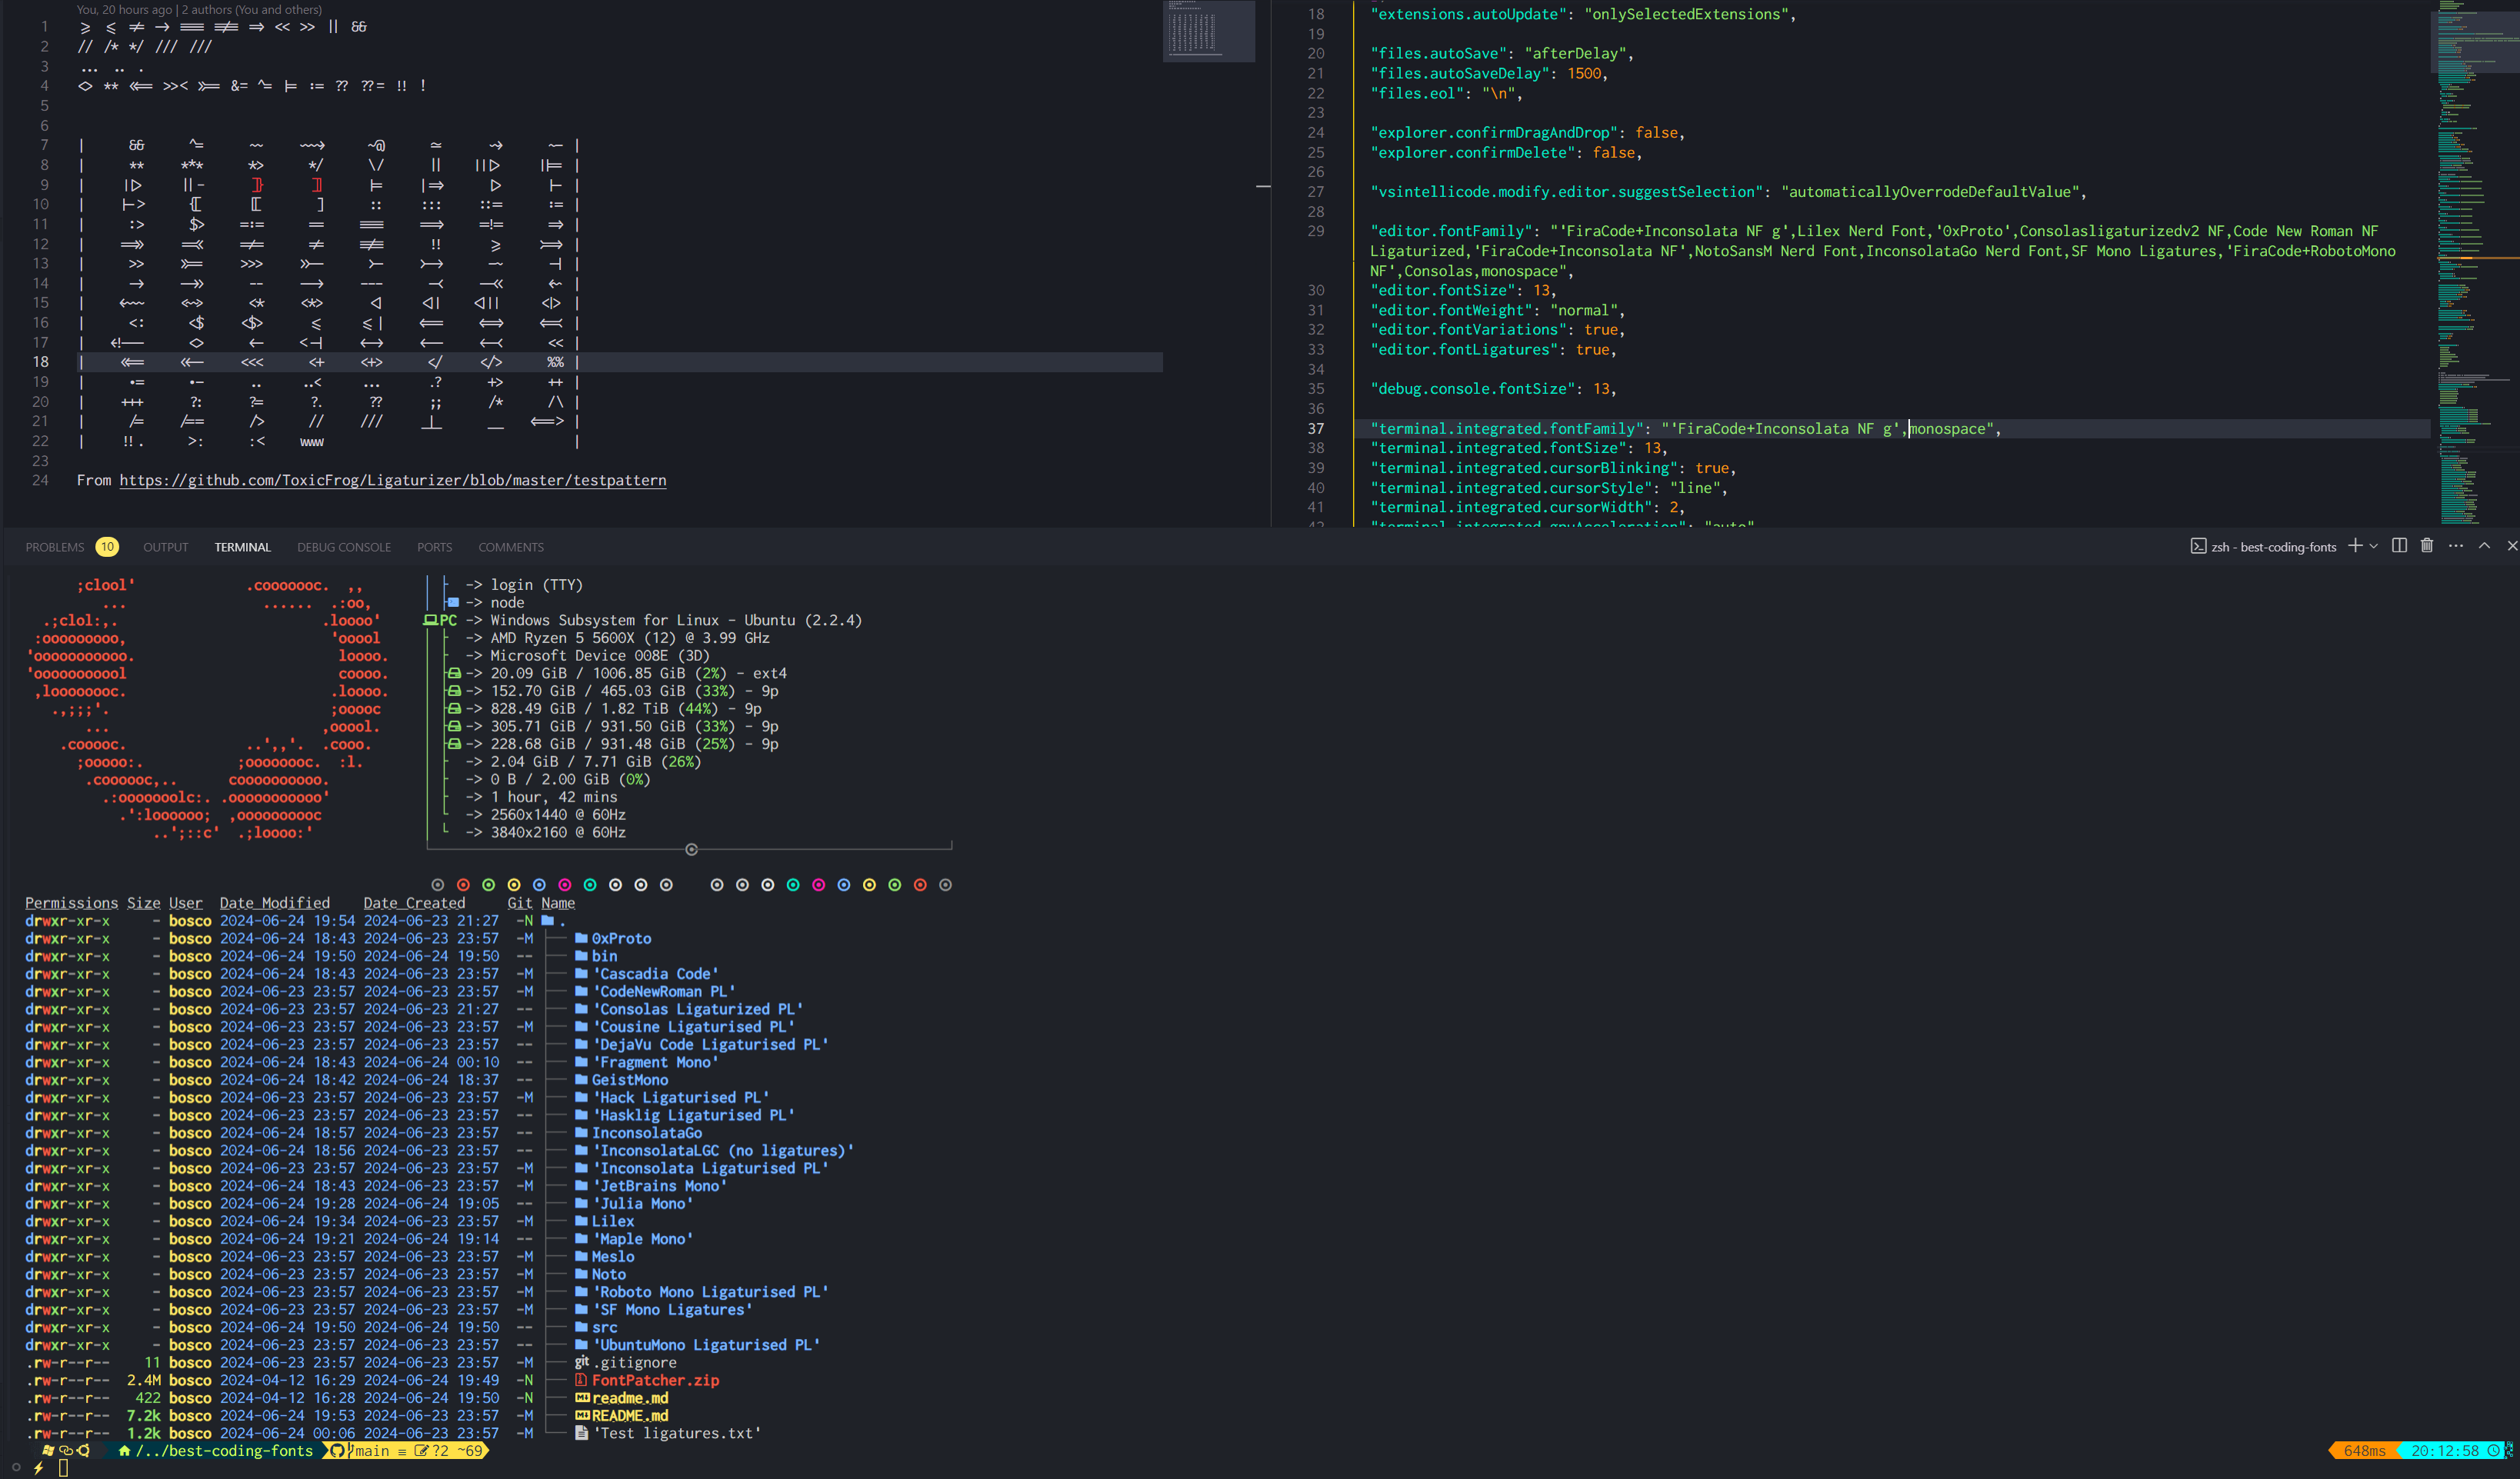 You, 20 hours ago | 2 authors (You and others)
1 ⩾ ⩽ ≠ → ≡ ≢ ⇒ << >> || &&
2 // /* */ /// ///
3 ... .. .
4 <> ** <<= >>< >>= &= ^= |= := ?? ??= !! !
5
6
7 | && ^= ~~ ~~> ~@ ~= ~> ~- |
8 | ** *** *> */ \/ || ||> ||= |
9 | |> ||- ]} ]] |= |=> |> |- |
10 | |-> {[ [[ ] :: ::: ::= := |
11 | :> $> =:= == === ==> =!= => |
12 | =>> =<< =/= != !== !! >= >=> |
13 | >> >>= >>> >>- >- >-> ~- -| |
14 | -> ->> -- --> --- -< -<< <~ |
15 | <~~ <~> <* <*> <| <|| <||| <|> |
16 | <: <$ <$> <= <=| <== <=> <=< |
17 | <!-- <> <- <-| <-> <-- <-< << |
18 | <<= <<- <<< <+ <+> </ </> %% |
19 | .= .- .. ..< ... .? +> ++ |
20 | +++ ?: ?= ?. ?? ;; /* /\ |
21 | /= /== /> // /// _|_ __ <==> |
22 | !!. >: :< www |
23
24 From https://github.com/ToxicFrog/Ligaturizer/blob/master/testpattern
18 "extensions.autoUpdate": "onlySelectedExtensions",
19
20 "files.autoSave": "afterDelay",
21 "files.autoSaveDelay": 1500,
22 "files.eol": "\n",
23
24 "explorer.confirmDragAndDrop": false,
25 "explorer.confirmDelete": false,
26
27 "vsintellicode.modify.editor.suggestSelection": "automaticallyOverrodeDefaultValue",
28
29 "editor.fontFamily": "'FiraCode+Inconsolata NF g',Lilex Nerd Font,'0xProto',Consolasligaturizedv2 NF,Code New Roman NF
Ligaturized,'FiraCode+Inconsolata NF',NotoSansM Nerd Font,InconsolataGo Nerd Font,SF Mono Ligatures,'FiraCode+RobotoMono
NF',Consolas,monospace",
30 "editor.fontSize": 13,
31 "editor.fontWeight": "normal",
32 "editor.fontVariations": true,
33 "editor.fontLigatures": true,
34
35 "debug.console.fontSize": 13,
36
37 "terminal.integrated.fontFamily": "'FiraCode+Inconsolata NF g',monospace",
38 "terminal.integrated.fontSize": 13,
39 "terminal.integrated.cursorBlinking": true,
40 "terminal.integrated.cursorStyle": "line",
41 "terminal.integrated.cursorWidth": 2,
42 "terminal.integrated.gpuAcceleration": "auto"
PROBLEMS 10 OUTPUT TERMINAL DEBUG CONSOLE PORTS COMMENTS zsh - best-coding-fonts
;clool' .cooooooc. ,,
... ...... .:oo,
.;clol:,. .loooo'
:ooooooooo, 'ooool
'ooooooooooo. loooo.
'ooooooooool coooo.
,loooooooc. .loooo.
.,;;;'. ;ooooc
... ,ooool.
.cooooc. ..',,'. .cooo.
;ooooo:. ;oooooooc. :l.
.coooooc,.. coooooooooo.
.:ooooooolc:. .ooooooooooo'
.':loooooo; ,oooooooooc
..';::c' .;loooo:'
-> login (TTY)
-> node
PC -> Windows Subsystem for Linux - Ubuntu (2.2.4)
-> AMD Ryzen 5 5600X (12) @ 3.99 GHz
-> Microsoft Device 008E (3D)
-> 20.09 GiB / 1006.85 GiB (2%) - ext4
-> 152.70 GiB / 465.03 GiB (33%) - 9p
-> 828.49 GiB / 1.82 TiB (44%) - 9p
-> 305.71 GiB / 931.50 GiB (33%) - 9p
-> 228.68 GiB / 931.48 GiB (25%) - 9p
-> 2.04 GiB / 7.71 GiB (26%)
-> 0 B / 2.00 GiB (0%)
-> 1 hour, 42 mins
-> 2560x1440 @ 60Hz
-> 3840x2160 @ 60Hz
Permissions Size User Date Modified Date Created Git Name
drwxr-xr-x - bosco 2024-06-24 19:54 2024-06-23 21:27 -N .
drwxr-xr-x - bosco 2024-06-24 18:43 2024-06-23 23:57 -M 0xProto
drwxr-xr-x - bosco 2024-06-24 19:50 2024-06-24 19:50 -- bin
drwxr-xr-x - bosco 2024-06-24 18:43 2024-06-23 23:57 -M 'Cascadia Code'
drwxr-xr-x - bosco 2024-06-23 23:57 2024-06-23 23:57 -M 'CodeNewRoman PL'
drwxr-xr-x - bosco 2024-06-23 23:57 2024-06-23 21:27 -- 'Consolas Ligaturized PL'
drwxr-xr-x - bosco 2024-06-23 23:57 2024-06-23 23:57 -M 'Cousine Ligaturised PL'
drwxr-xr-x - bosco 2024-06-23 23:57 2024-06-23 23:57 -- 'DejaVu Code Ligaturised PL'
drwxr-xr-x - bosco 2024-06-24 18:43 2024-06-24 00:10 -- 'Fragment Mono'
drwxr-xr-x - bosco 2024-06-24 18:42 2024-06-24 18:37 -- GeistMono
drwxr-xr-x - bosco 2024-06-23 23:57 2024-06-23 23:57 -M 'Hack Ligaturised PL'
drwxr-xr-x - bosco 2024-06-23 23:57 2024-06-23 23:57 -- 'Hasklig Ligaturised PL'
drwxr-xr-x - bosco 2024-06-24 18:57 2024-06-23 23:57 -- InconsolataGo
drwxr-xr-x - bosco 2024-06-24 18:56 2024-06-23 23:57 -- 'InconsolataLGC (no ligatures)'
drwxr-xr-x - bosco 2024-06-23 23:57 2024-06-23 23:57 -M 'Inconsolata Ligaturised PL'
drwxr-xr-x - bosco 2024-06-24 18:43 2024-06-23 23:57 -M 'JetBrains Mono'
drwxr-xr-x - bosco 2024-06-24 19:28 2024-06-24 19:05 -- 'Julia Mono'
drwxr-xr-x - bosco 2024-06-24 19:34 2024-06-23 23:57 -M Lilex
drwxr-xr-x - bosco 2024-06-24 19:21 2024-06-24 19:14 -- 'Maple Mono'
drwxr-xr-x - bosco 2024-06-23 23:57 2024-06-23 23:57 -M Meslo
drwxr-xr-x - bosco 2024-06-23 23:57 2024-06-23 23:57 -M Noto
drwxr-xr-x - bosco 2024-06-23 23:57 2024-06-23 23:57 -M 'Roboto Mono Ligaturised PL'
drwxr-xr-x - bosco 2024-06-23 23:57 2024-06-23 23:57 -M 'SF Mono Ligatures'
drwxr-xr-x - bosco 2024-06-24 19:50 2024-06-24 19:50 -- src
drwxr-xr-x - bosco 2024-06-23 23:57 2024-06-23 23:57 -- 'UbuntuMono Ligaturised PL'
.rw-r--r-- 11 bosco 2024-06-23 23:57 2024-06-23 23:57 -M .gitignore
.rw-r--r-- 2.4M bosco 2024-04-12 16:29 2024-06-24 19:49 -N FontPatcher.zip
.rw-r--r-- 422 bosco 2024-04-12 16:28 2024-06-24 19:50 -N readme.md
.rw-r--r-- 7.2k bosco 2024-06-24 19:53 2024-06-23 23:57 -M README.md
.rw-r--r-- 1.2k bosco 2024-06-24 00:06 2024-06-23 23:57 -M 'Test ligatures.txt'
/../best-coding-fonts main ≡ ?2 ~69 648ms 20:12:58